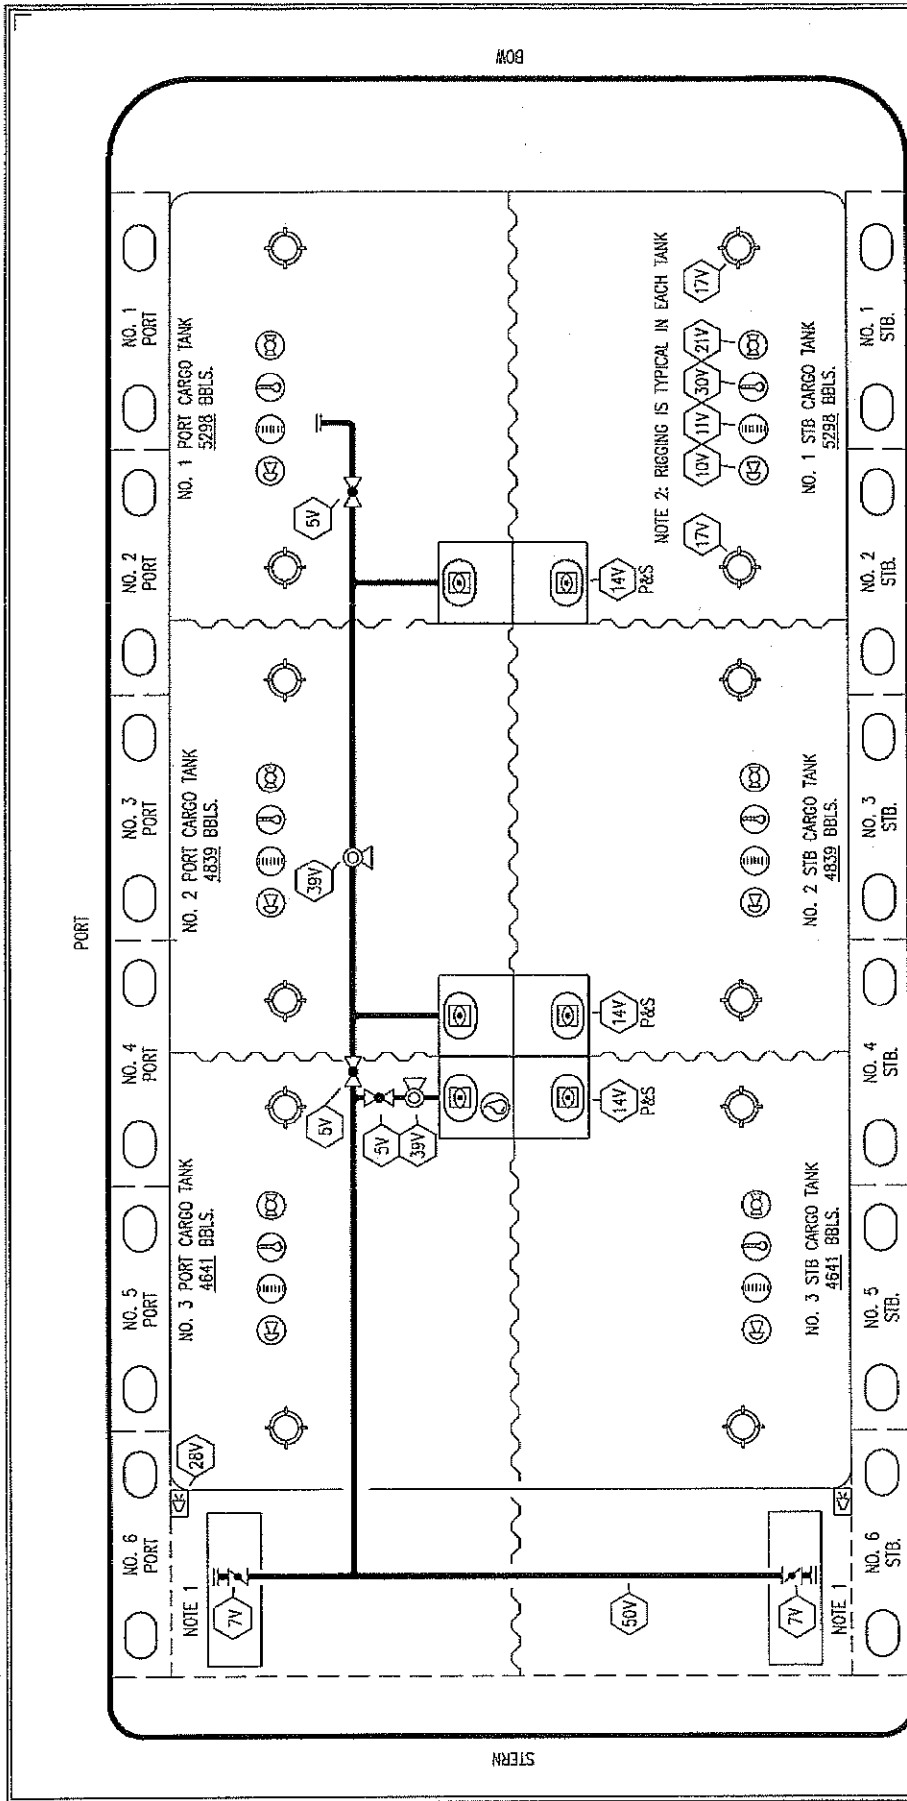 BOW
PORT
STERN
NO. 1
PORT
NO. 2
PORT
NO. 3
PORT
NO. 4
PORT
NO. 5
PORT
NO. 6
PORT
NO. 1 PORT CARGO TANK
5298 BBLS.
NO. 2 PORT CARGO TANK
4839 BBLS.
NO. 3 PORT CARGO TANK
4641 BBLS.
28V
NOTE 1
7V
5V
39V
5V
5V
39V
14V
P&S
14V
P&S
14V
P&S
50V
NOTE 2: RIGGING IS TYPICAL IN EACH TANK
17V
10V
11V
30V
21V
17V
NO. 1 STB CARGO TANK
5298 BBLS.
NO. 2 STB CARGO TANK
4839 BBLS.
NO. 3 STB CARGO TANK
4641 BBLS.
7V
NOTE 1
NO. 1
STB.
NO. 2
STB.
NO. 3
STB.
NO. 4
STB.
NO. 5
STB.
NO. 6
STB.